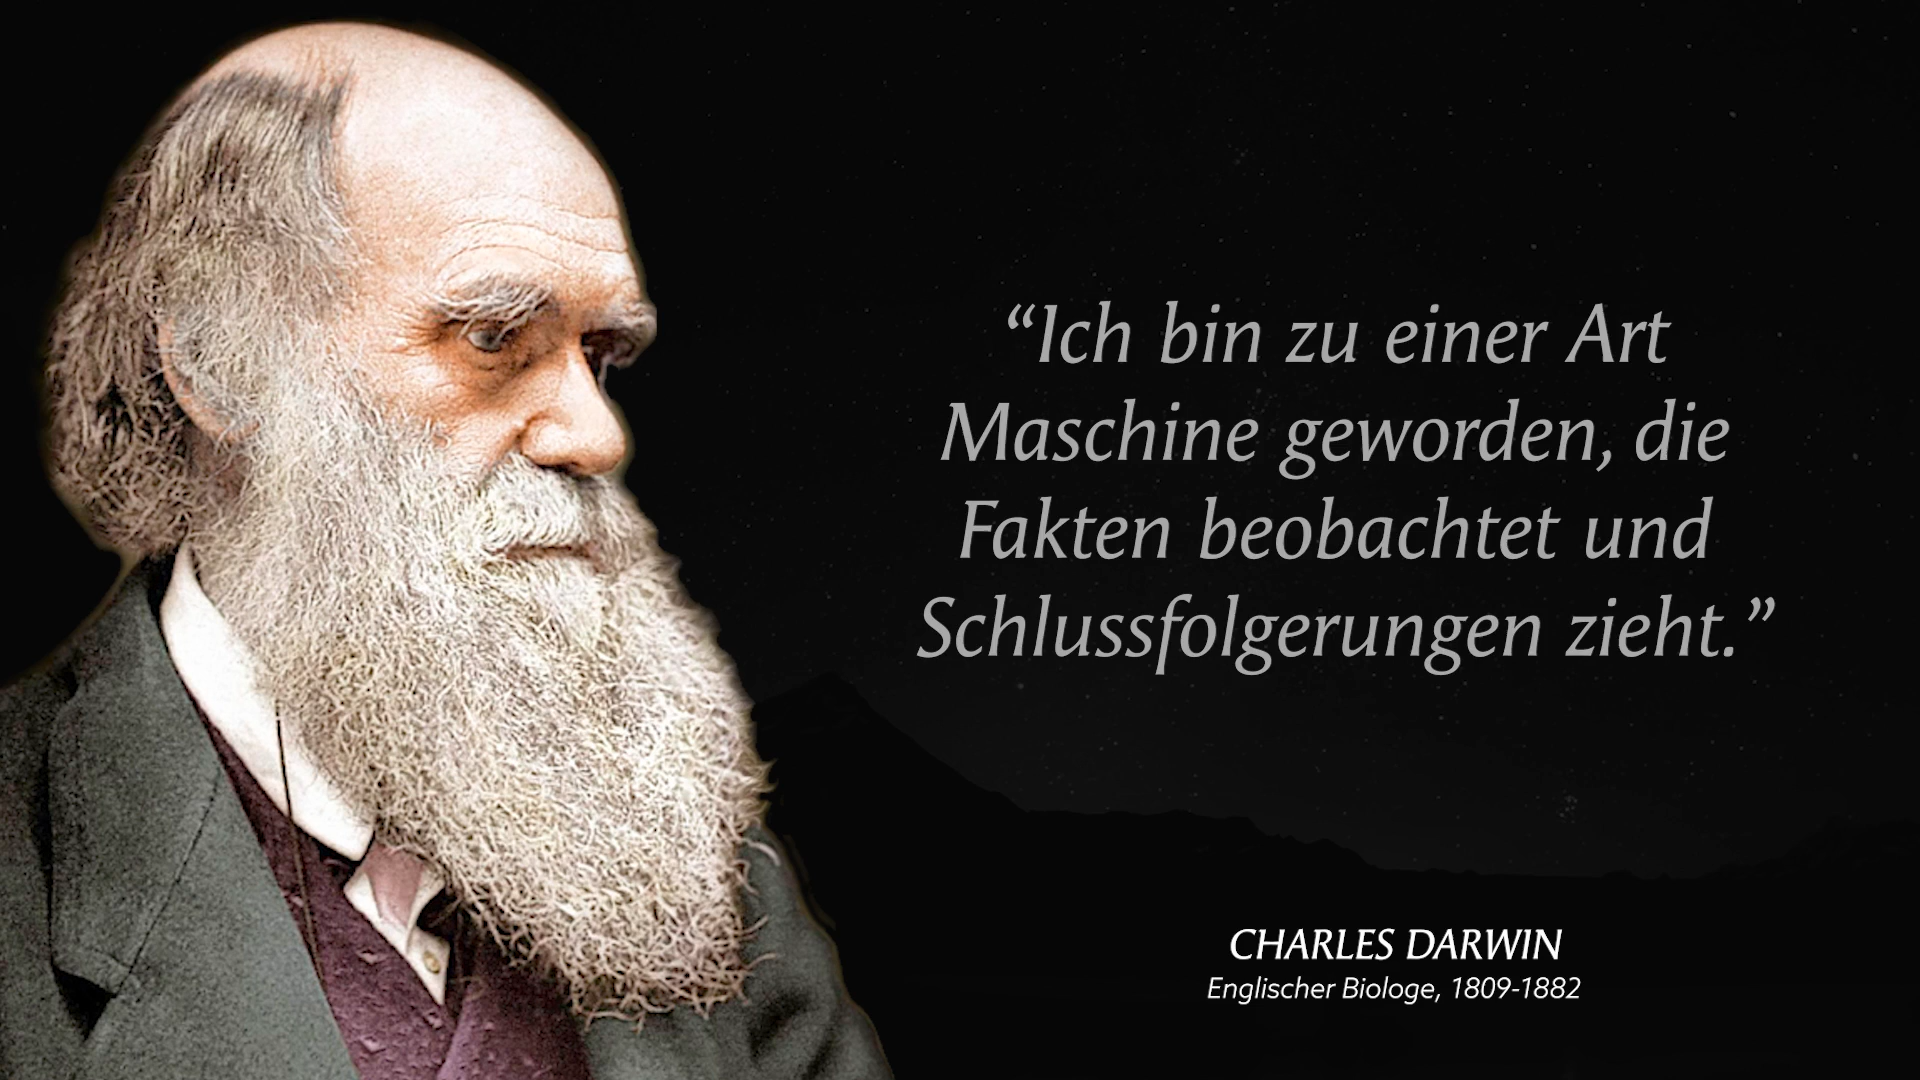 “Ich bin zu einer Art
Maschine geworden, die
Fakten beobachtet und
Schlussfolgerungen zieht.”
CHARLES DARWIN
Englischer Biologe, 1809-1882